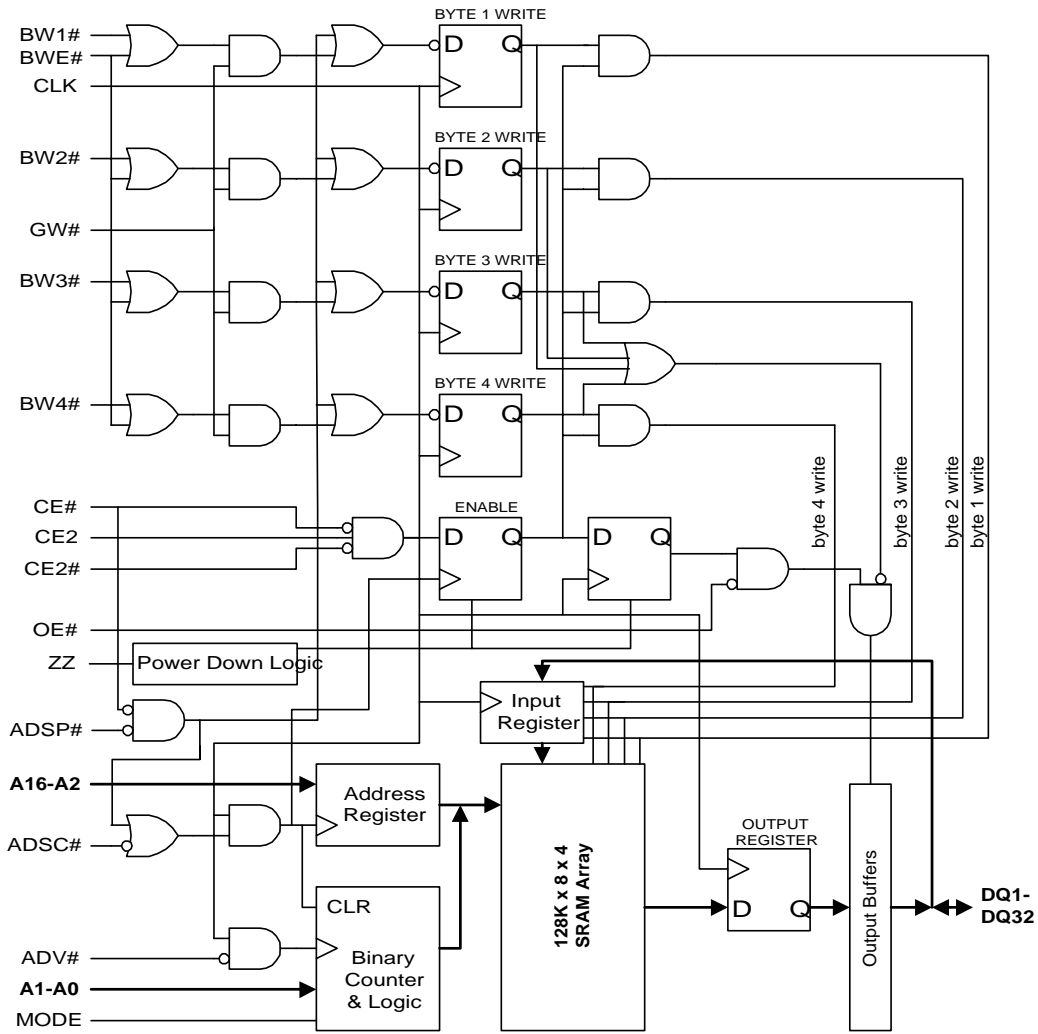 BYTE 1 WRITE
BW1#
BWE#
CLK
D Q
BYTE 2 WRITE
BW2#
D Q
GW#
BYTE 3 WRITE
BW3#
D Q
BYTE 4 WRITE
BW4#
D Q
byte 4 write
byte 3 write
byte 2 write
byte 1 write
CE#
CE2
CE2#
ENABLE
D Q
D Q
OE#
ZZ
Power Down Logic
Input
Register
ADSP#
A16-A2
Address
Register
ADSC#
OUTPUT
REGISTER
128K x 8 x 4
SRAM Array
D Q
Output Buffers
DQ1-
DQ32
CLR
Binary
Counter
& Logic
ADV#
A1-A0
MODE